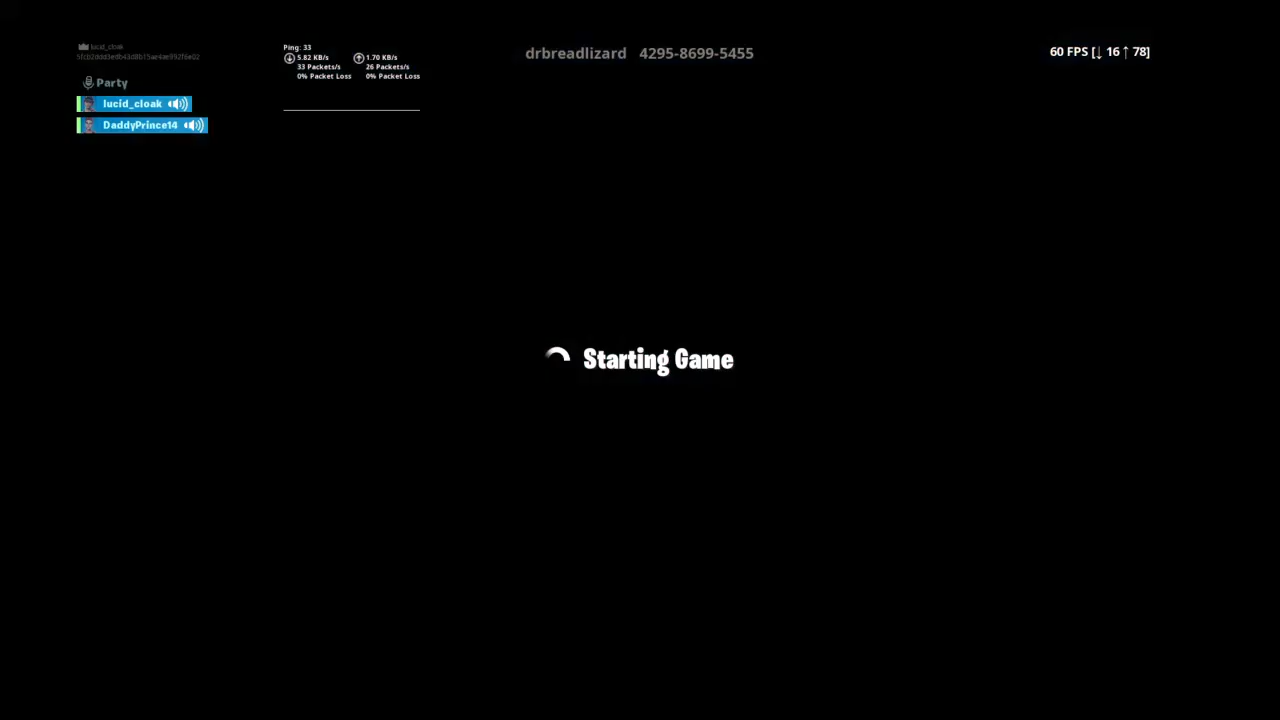 lucid_cloak
Party
lucid_cloak
DaddyPrince14
Ping: 33
5.82 KB/s 1.70 KB/s
33 Packets/s 26 Packets/s
0% Packet Loss 0% Packet Loss
drbreadlizard 4295-8699-5455
60 FPS [↓ 16 ↑ 78]
Starting Game